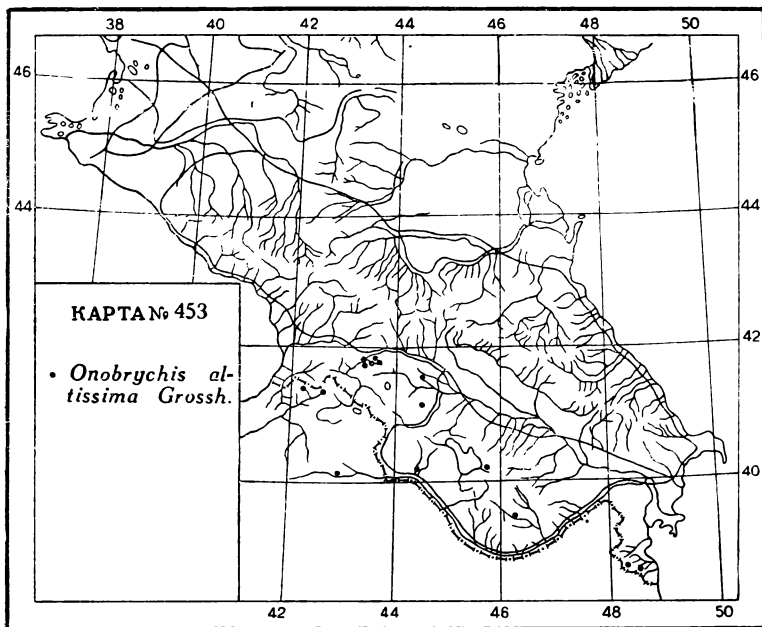 38 40 42 44 46 48 50
46 46
44 44
КАРТА № 453
42
• Onobrychis al-
tissima Grossh.
40
42 44 46 48 50